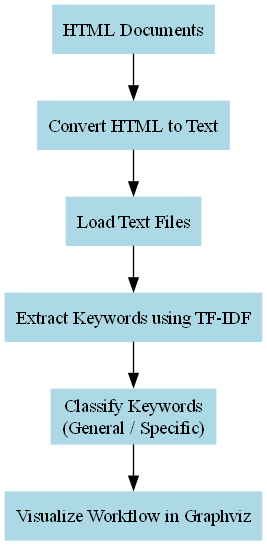 HTML Documents
Convert HTML to Text
Load Text Files
Extract Keywords using TF-IDF
Classify Keywords
(General / Specific)
Visualize Workflow in Graphviz